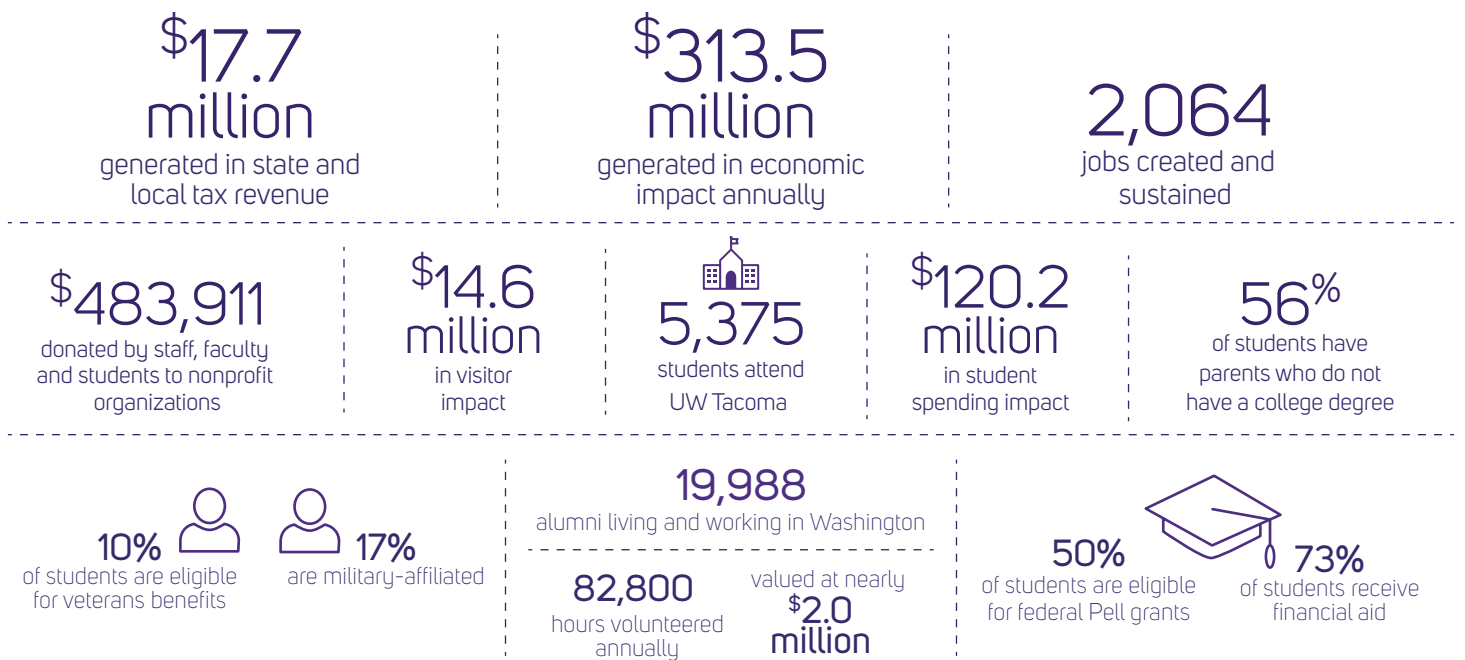 $17.7
million
generated in state and
local tax revenue
$313.5
million
generated in economic
impact annually
2,064
jobs created and
sustained
$483,911
donated by staff, faculty
and students to nonprofit
organizations
$14.6
million
in visitor
impact
5,375
students attend
UW Tacoma
$120.2
million
in student
spending impact
56%
of students have
parents who do not
have a college degree
10%
of students are eligible
for veterans benefits
17%
are military-affiliated
19,988
alumni living and working in Washington
82,800
hours volunteered
annually
valued at nearly
$2.0
million
50%
of students are eligible
for federal Pell grants
73%
of students receive
financial aid